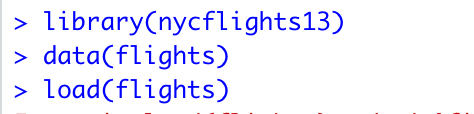 > library(nycflights13)
> data(flights)
> load(flights)